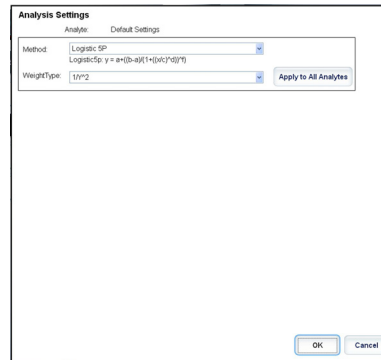 Analysis Settings
Analyte: Default Settings
Method: Logistic 5P
Logistic5p: y = a+((b-a)/(1+((x/c)^d))^f)
WeightType: 1/Y^2 Apply to All Analytes
OK Cancel